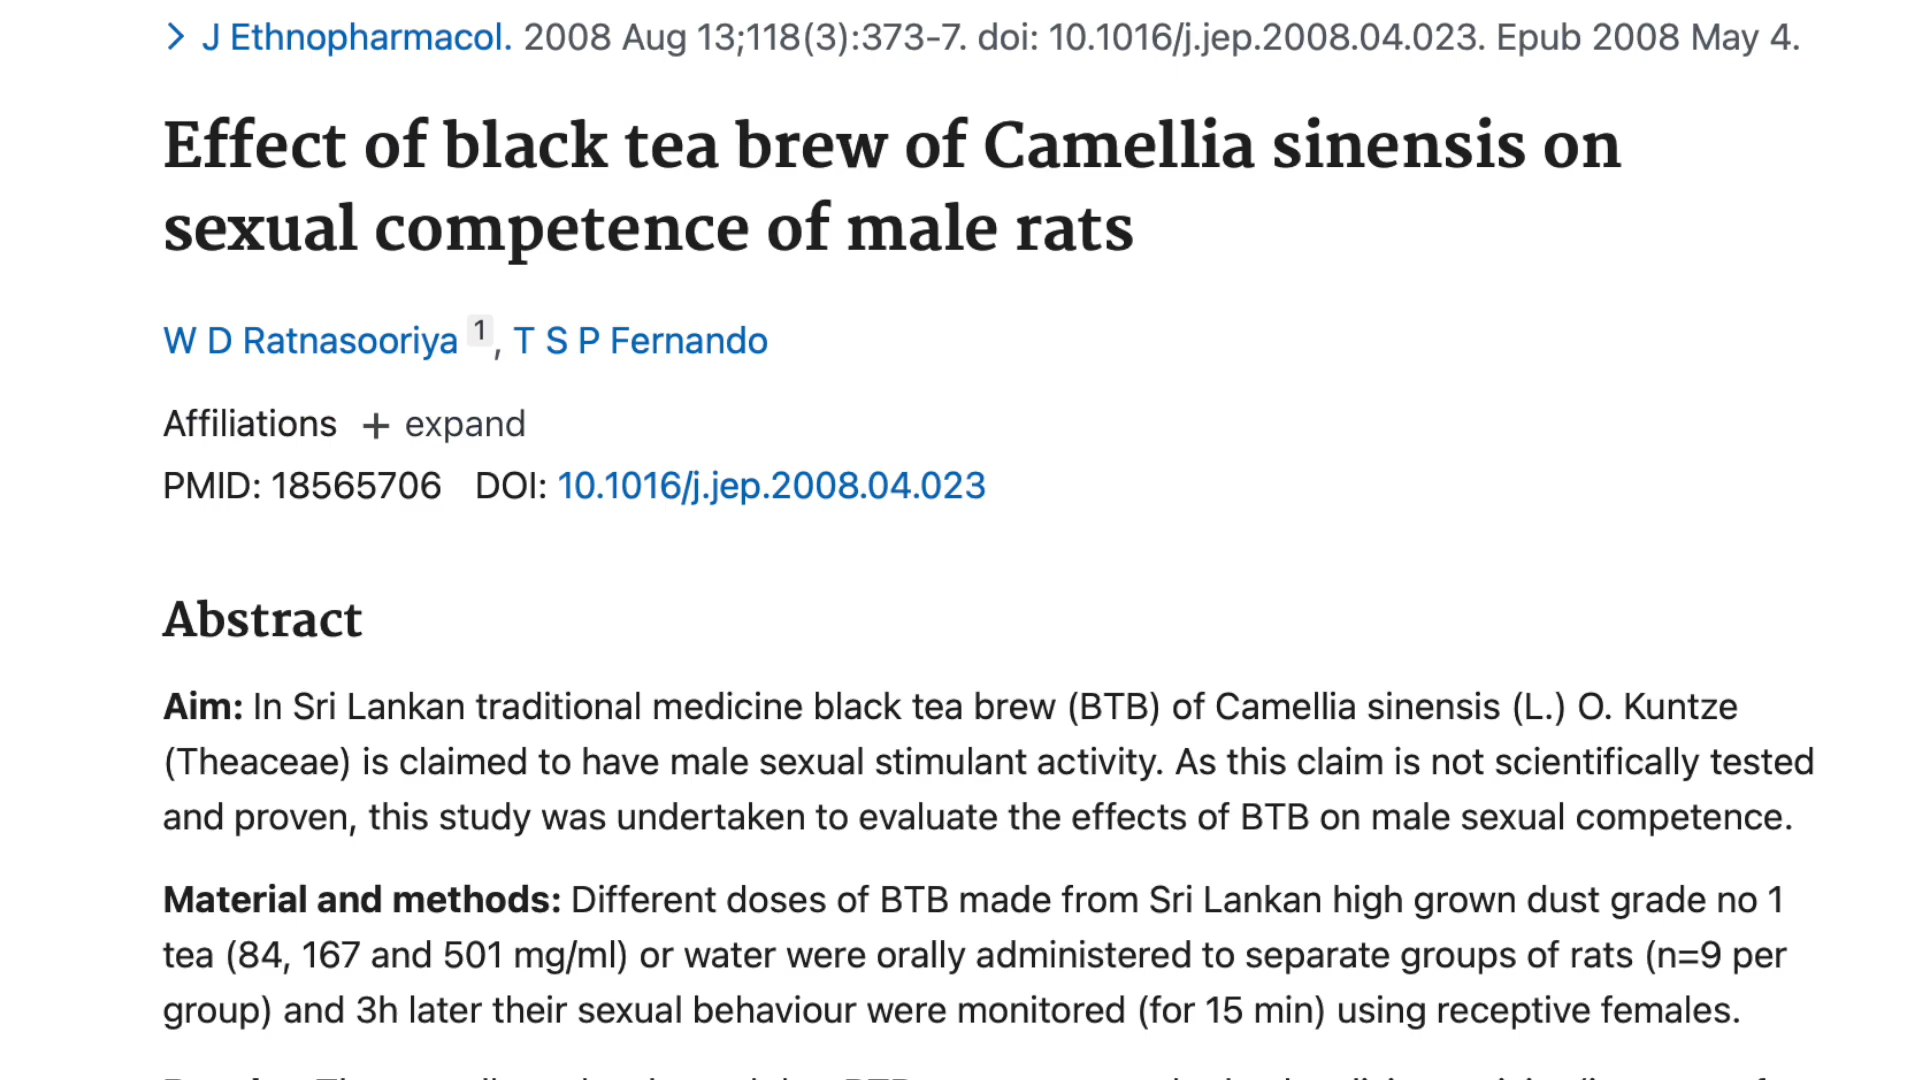 > J Ethnopharmacol. 2008 Aug 13;118(3):373-7. doi: 10.1016/j.jep.2008.04.023. Epub 2008 May 4.
Effect of black tea brew of Camellia sinensis on
sexual competence of male rats
W D Ratnasooriya 1, T S P Fernando
Affiliations + expand
PMID: 18565706 DOI: 10.1016/j.jep.2008.04.023
Abstract
Aim: In Sri Lankan traditional medicine black tea brew (BTB) of Camellia sinensis (L.) O. Kuntze
(Theaceae) is claimed to have male sexual stimulant activity. As this claim is not scientifically tested
and proven, this study was undertaken to evaluate the effects of BTB on male sexual competence.
Material and methods: Different doses of BTB made from Sri Lankan high grown dust grade no 1
tea (84, 167 and 501 mg/ml) or water were orally administered to separate groups of rats (n=9 per
group) and 3h later their sexual behaviour were monitored (for 15 min) using receptive females.